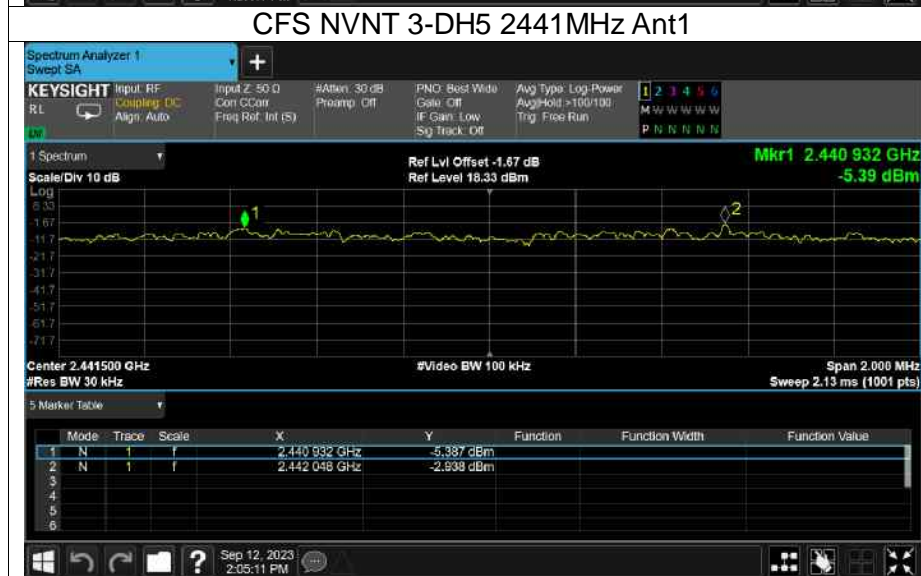 CFS NVNT 3-DH5 2441MHz Ant1
Spectrum Analyzer 1
Swept SA
+
KEYSIGHT
RL
Input: RF
Coupling: DC
Align: Auto
Input Z: 50 Ω
Corr CCorr
Freq Ref: Int (S)
#Atten: 30 dB
Preamp: Off
PNO: Best Wide
Gate: Off
IF Gain: Low
Sig Track: Off
Avg Type: Log-Power
Avg|Hold: >100/100
Trig: Free Run
1 2 3 4 5 6
M W W W W W
P N N N N N
1 Spectrum
Scale/Div 10 dB
Ref Lvl Offset -1.67 dB
Ref Level 18.33 dBm
Mkr1 2.440 932 GHz
-5.39 dBm
Log
8.33
-1.67
-11.7
-21.7
-31.7
-41.7
-51.7
-61.7
-71.7
1
2
Center 2.441500 GHz
#Res BW 30 kHz
#Video BW 100 kHz
Span 2.000 MHz
Sweep 2.13 ms (1001 pts)
5 Marker Table
Mode Trace Scale X Y Function Function Width Function Value
1 N 1 f 2.440 932 GHz -5.387 dBm
2 N 1 f 2.442 048 GHz -2.938 dBm
3
4
5
6
?
Sep 12, 2023
2:05:11 PM